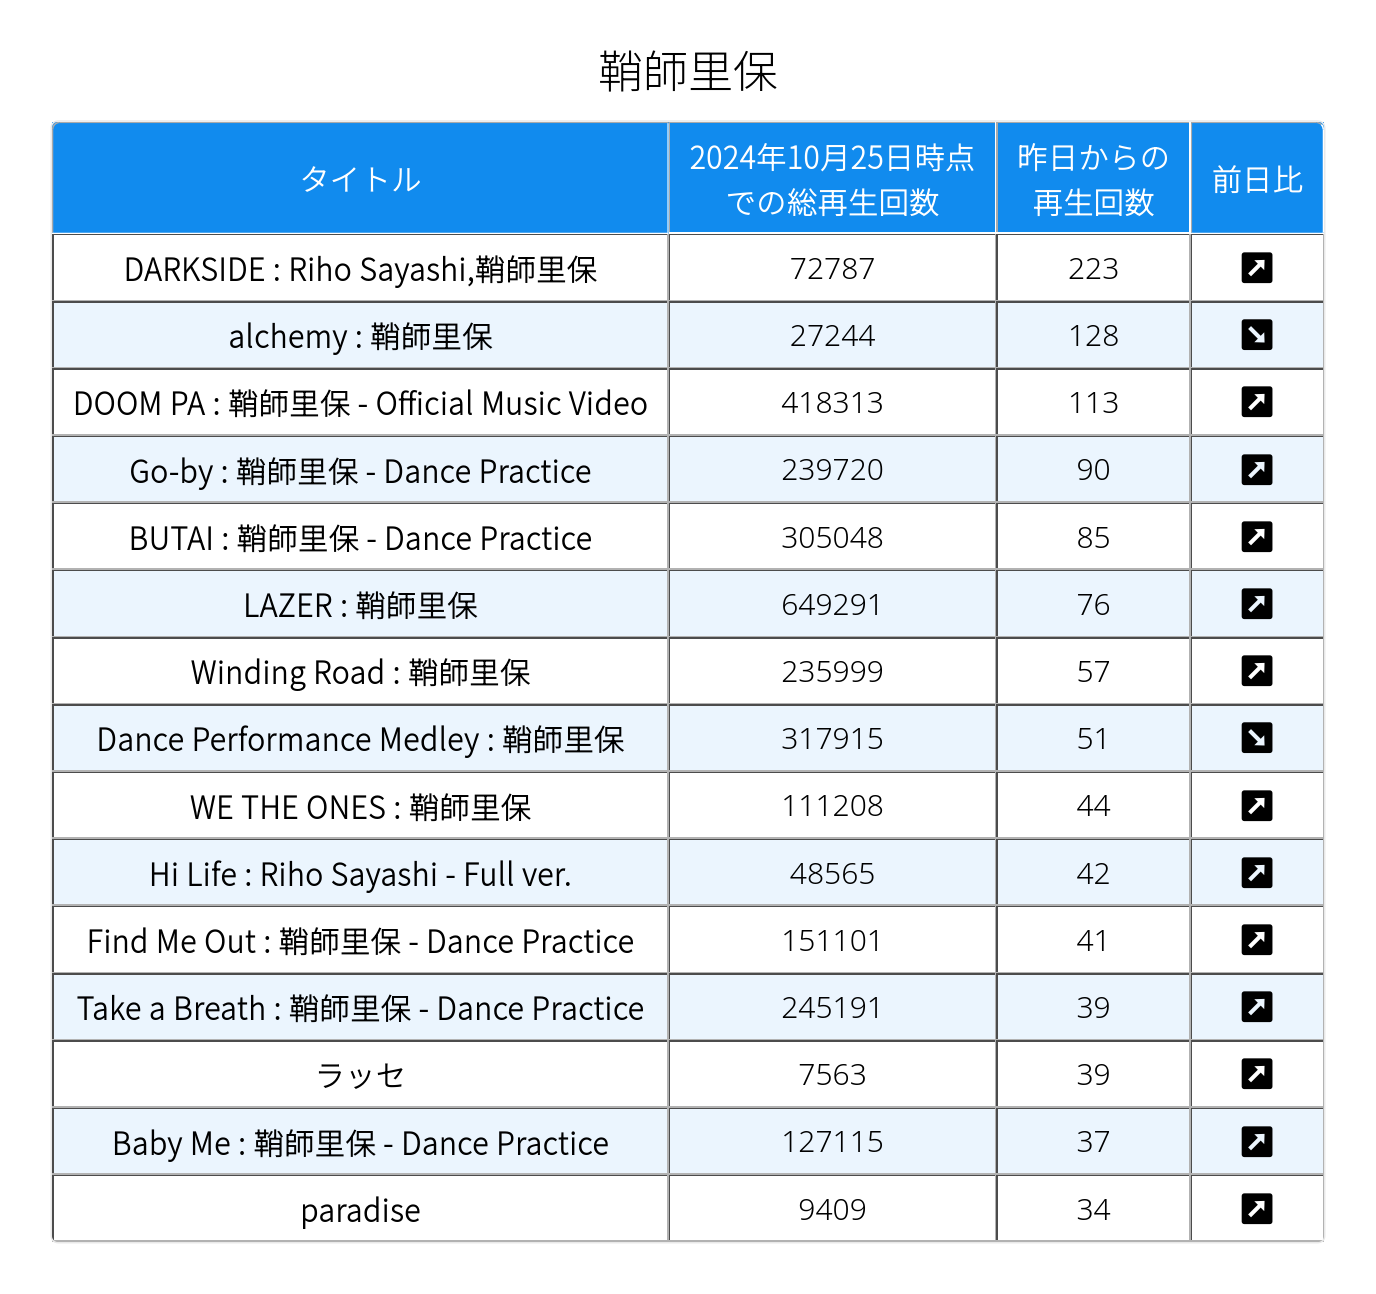 鞘師里保
タイトル 2024年10月25日時点での総再生回数 昨日からの再生回数 前日比
DARKSIDE : Riho Sayashi,鞘師里保 72787 223 ↗
alchemy : 鞘師里保 27244 128 ↘
DOOM PA : 鞘師里保 - Official Music Video 418313 113 ↗
Go-by : 鞘師里保 - Dance Practice 239720 90 ↗
BUTAI : 鞘師里保 - Dance Practice 305048 85 ↗
LAZER : 鞘師里保 649291 76 ↗
Winding Road : 鞘師里保 235999 57 ↗
Dance Performance Medley : 鞘師里保 317915 51 ↘
WE THE ONES : 鞘師里保 111208 44 ↗
Hi Life : Riho Sayashi - Full ver. 48565 42 ↗
Find Me Out : 鞘師里保 - Dance Practice 151101 41 ↗
Take a Breath : 鞘師里保 - Dance Practice 245191 39 ↗
ラッセ 7563 39 ↗
Baby Me : 鞘師里保 - Dance Practice 127115 37 ↗
paradise 9409 34 ↗